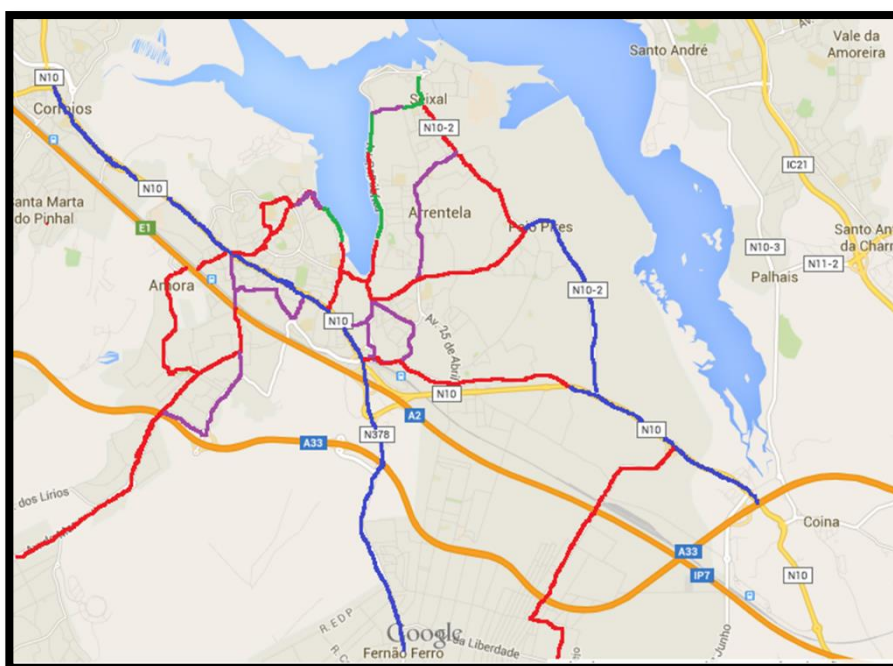 Santo André
Vale da
Amoreira
N10
Corroios
Seixal
N10-2
IC21
N10
Santa Marta
do Pinhal
Arrentela
Paio Pires
E1
Santo An
da Charn
N10-3
N11-2
Palhais
Amora
N10-2
N10
Av. 25 de Abril
N10
A2
N378
N10
A33
dos Lírios
Coina
A33
IP7
N10
R. EDP
Google
da Liberdade
Fernão Ferro
Junho